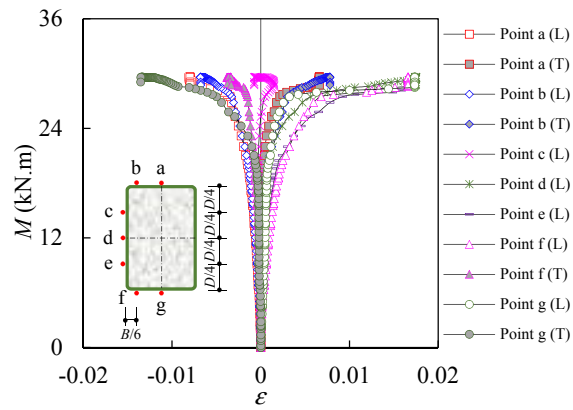 36
24
12
0
M (kN.m)
-0.02
-0.01
0
0.01
0.02
ε
b
a
c
d
e
f
g
D/4
D/4
D/4
D/4
B/6
Point a (L)
Point a (T)
Point b (L)
Point b (T)
Point c (L)
Point d (L)
Point e (L)
Point f (L)
Point f (T)
Point g (L)
Point g (T)